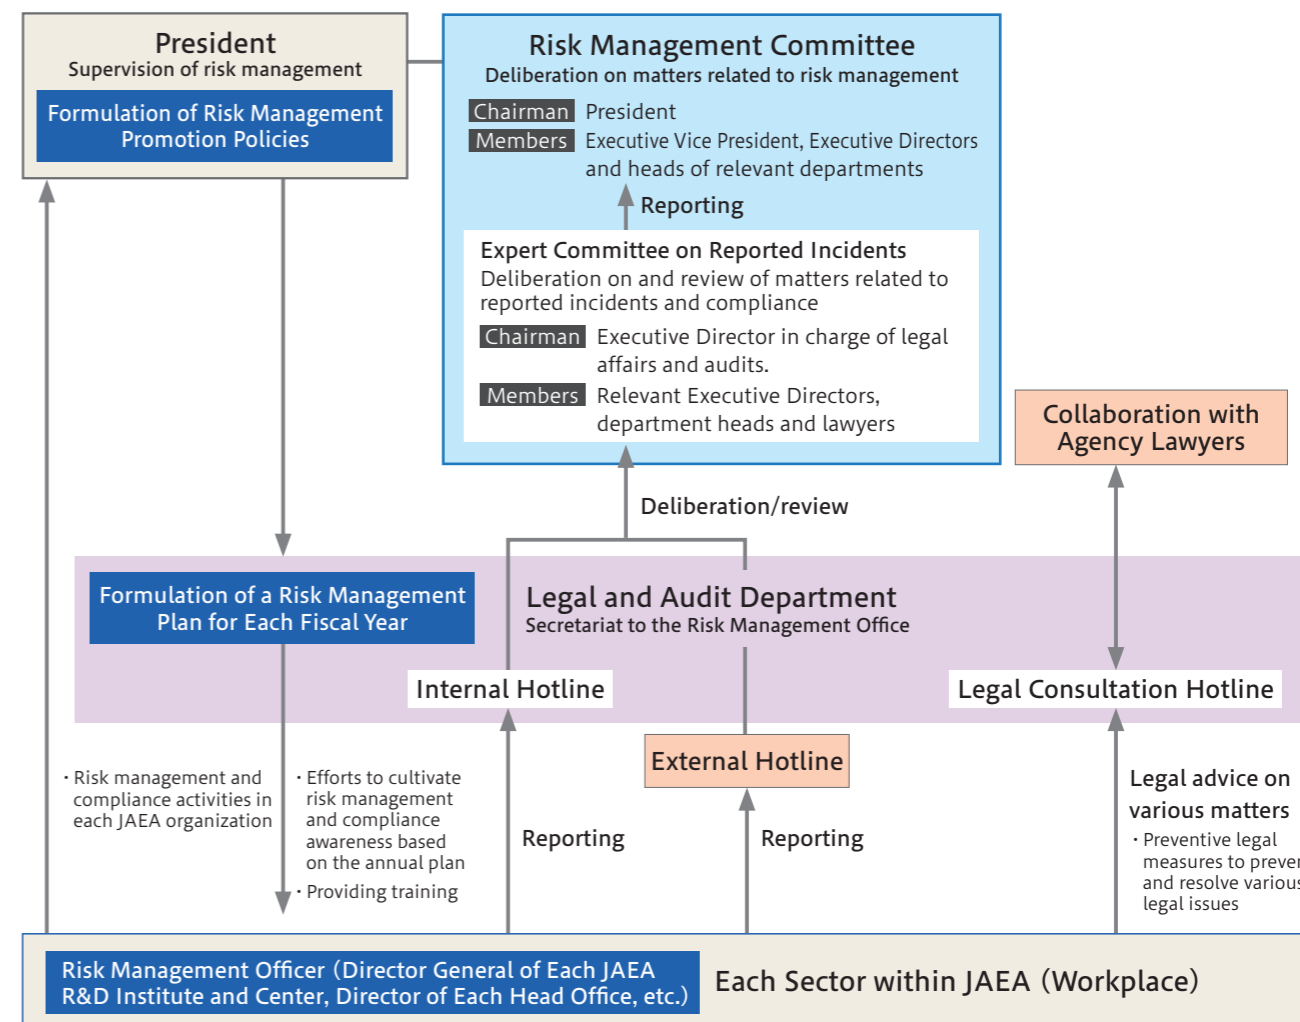 President
Supervision of risk management
Formulation of Risk Management
Promotion Policies
Risk Management Committee
Deliberation on matters related to risk management
Chairman President
Members Executive Vice President, Executive Directors
and heads of relevant departments
Reporting
Expert Committee on Reported Incidents
Deliberation on and review of matters related to
reported incidents and compliance
Chairman Executive Director in charge of legal
affairs and audits.
Members Relevant Executive Directors,
department heads and lawyers
Collaboration with
Agency Lawyers
Deliberation/review
Formulation of a Risk Management
Plan for Each Fiscal Year
Legal and Audit Department
Secretariat to the Risk Management Office
Internal Hotline
Legal Consultation Hotline
External Hotline
・Risk management and
compliance activities in
each JAEA organization
・Efforts to cultivate
risk management
and compliance
awareness based
on the annual plan
・Providing training
Reporting
Reporting
Legal advice on
various matters
・Preventive legal
measures to preven
and resolve various
legal issues
Risk Management Officer (Director General of Each JAEA
R&D Institute and Center, Director of Each Head Office, etc.)
Each Sector within JAEA (Workplace)